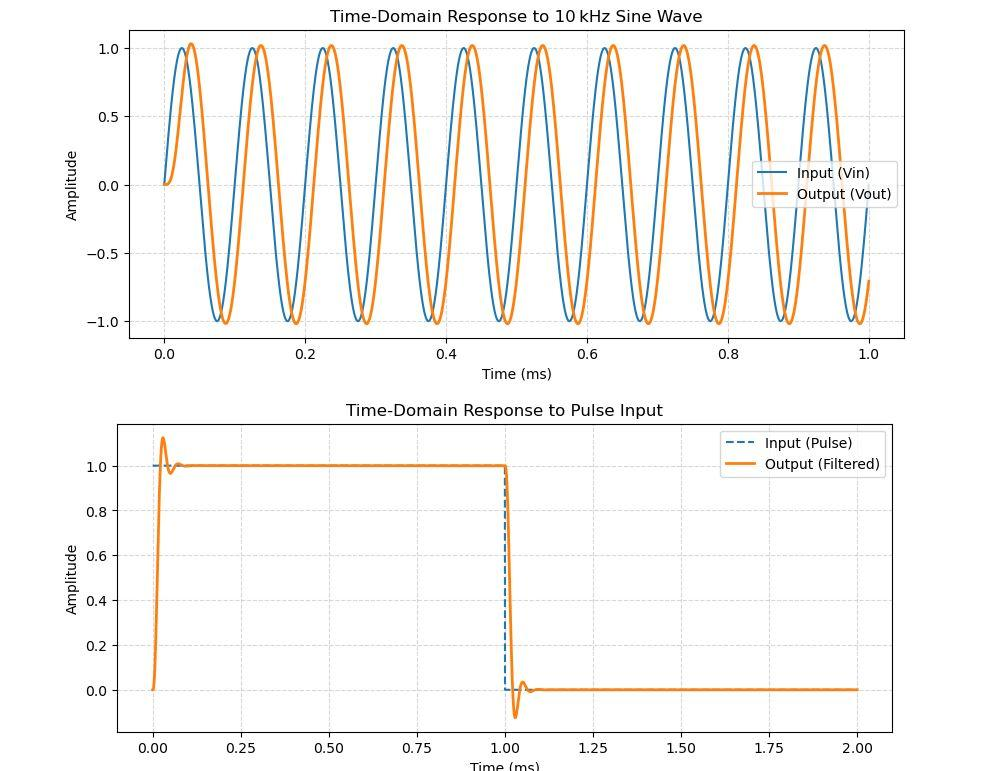 Time-Domain Response to 10 kHz Sine Wave
1.0
0.5
0.0
−0.5
−1.0
Amplitude
Input (Vin)
Output (Vout)
0.0 0.2 0.4 0.6 0.8 1.0
Time (ms)
Time-Domain Response to Pulse Input
1.0
0.8
0.6
0.4
0.2
0.0
Amplitude
Input (Pulse)
Output (Filtered)
0.00 0.25 0.50 0.75 1.00 1.25 1.50 1.75 2.00
Time (ms)